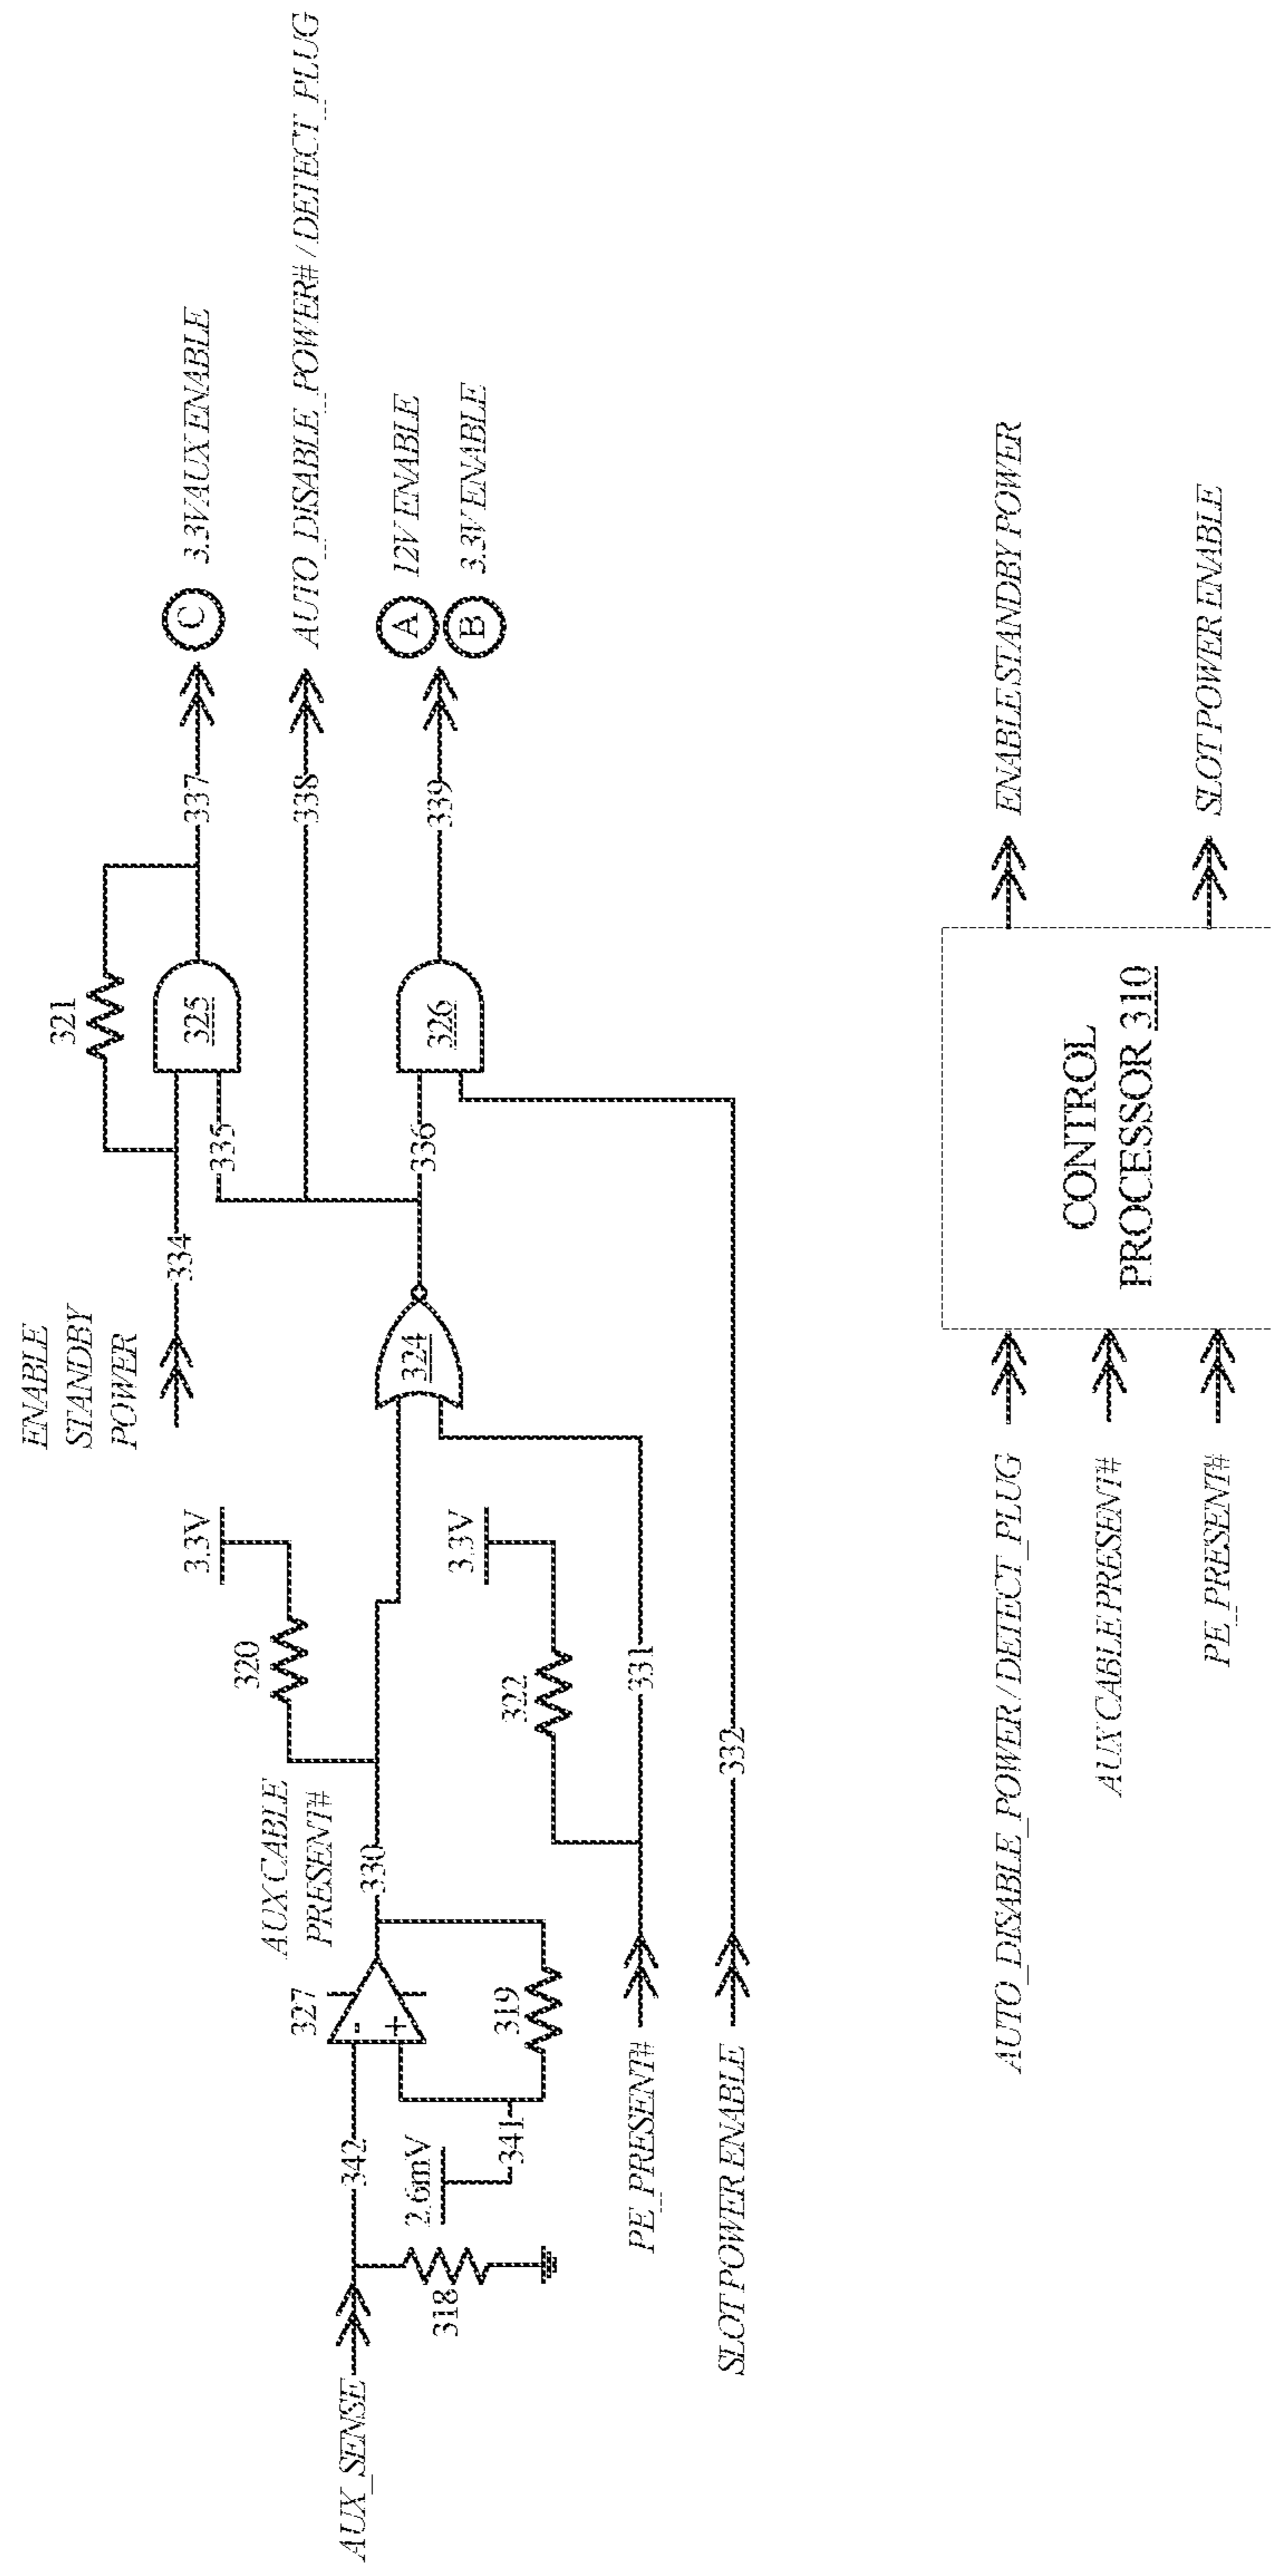 ENABLE
STANDBY
POWER
321
334
325
335
337
C
3.3VAUX ENABLE
338
AUTO_DISABLE_POWER# / DETECT_PLUG
3.3V
320
AUX CABLE
PRESENT#
AUX_SENSE
342
318
2.6mV
341
-
+
327
319
330
324
336
326
339
A
12V ENABLE
B
3.3V ENABLE
3.3V
322
PE_PRESENT#
331
SLOT POWER ENABLE
332
AUTO_DISABLE_POWER / DETECT_PLUG
AUX CABLE PRESENT#
PE_PRESENT#
CONTROL
PROCESSOR 310
ENABLE STANDBY POWER
SLOT POWER ENABLE